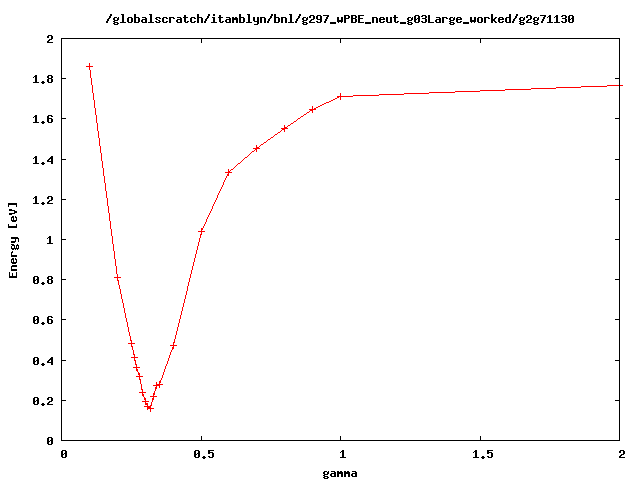 /globalscratch/itamblyn/bnl/g297_wPBE_neut_g03Large_worked/g2g71130
2
1.8
1.6
1.4
1.2
1
0.8
0.6
0.4
0.2
0
Energy [eV]
0 0.5 1 1.5 2
gamma